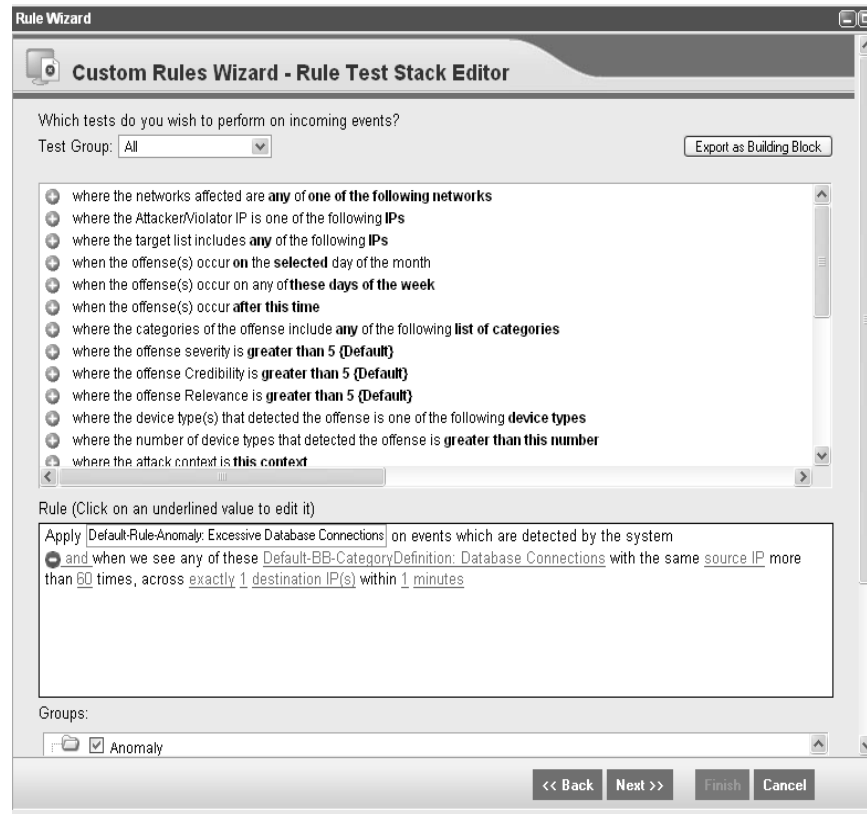 Rule Wizard
Custom Rules Wizard - Rule Test Stack Editor
Which tests do you wish to perform on incoming events?
Test Group: All
Export as Building Block
where the networks affected are any of one of the following networks
where the Attacker/Violator IP is one of the following IPs
where the target list includes any of the following IPs
when the offense(s) occur on the selected day of the month
when the offense(s) occur on any of these days of the week
when the offense(s) occur after this time
where the categories of the offense include any of the following list of categories
where the offense severity is greater than 5 {Default}
where the offense Credibility is greater than 5 {Default}
where the offense Relevance is greater than 5 {Default}
where the device type(s) that detected the offense is one of the following device types
where the number of device types that detected the offense is greater than this number
where the attack context is this context
Rule (Click on an underlined value to edit it)
Apply Default-Rule-Anomaly: Excessive Database Connections on events which are detected by the system
and when we see any of these Default-BB-CategoryDefinition: Database Connections with the same source IP more
than 60 times, across exactly 1 destination IP(s) within 1 minutes
Groups:
Anomaly
<< Back Next >> Finish Cancel